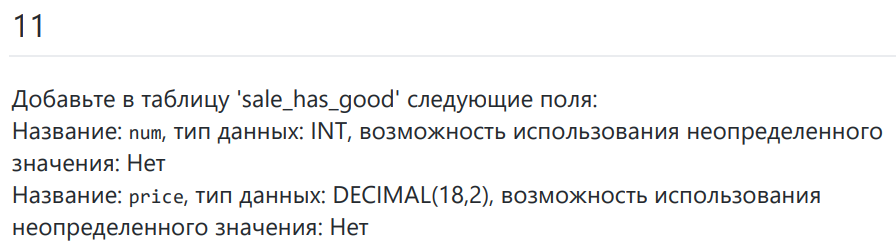 11
Добавьте в таблицу 'sale_has_good' следующие поля:
Название: num, тип данных: INT, возможность использования неопределенного
значения: Нет
Название: price, тип данных: DECIMAL(18,2), возможность использования
неопределенного значения: Нет